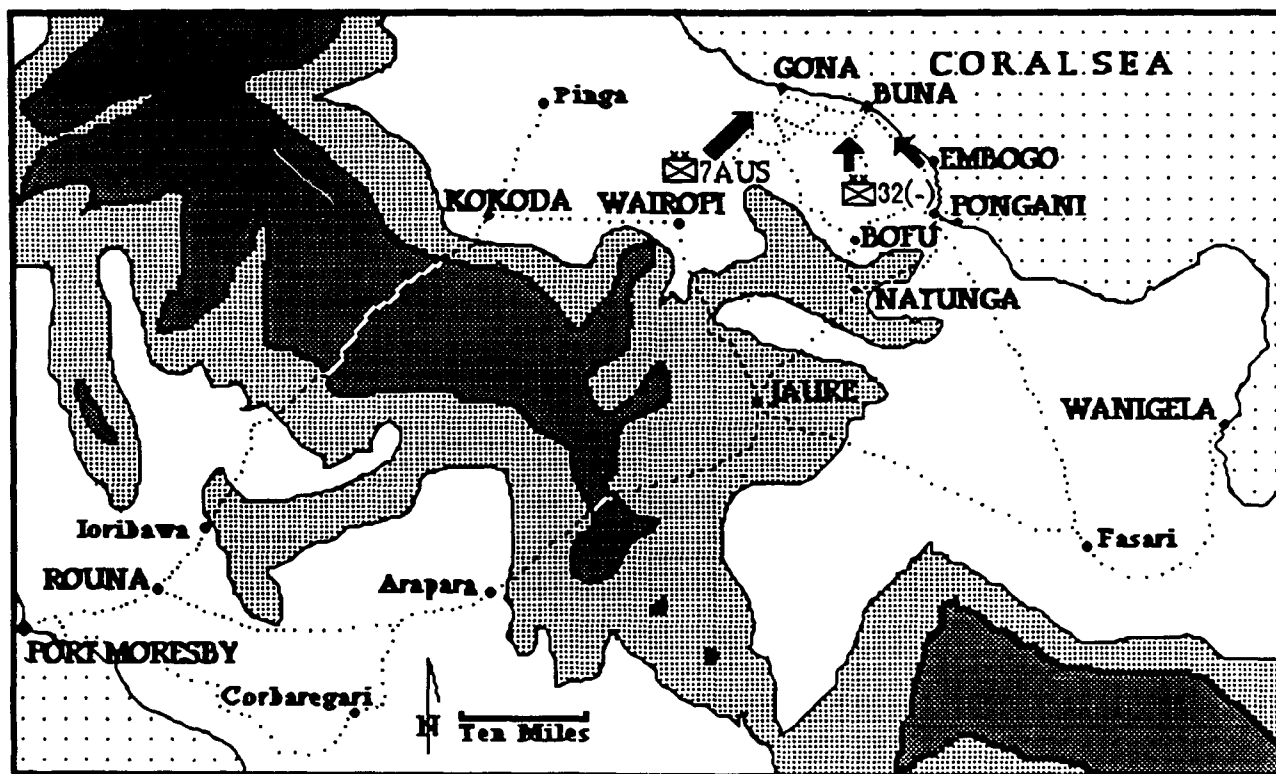 GONA
CORAL SEA
Pinga
BUNA
7AUS
EMBOGO
32(-)
KOKODA
WAIROPI
PONGANI
BOFU
NATUNGA
JAURE
WANIGELA
Ioribawa
Fasari
ROUNA
Arapara
PORT MORESBY
Corbaregari
N
Ten Miles